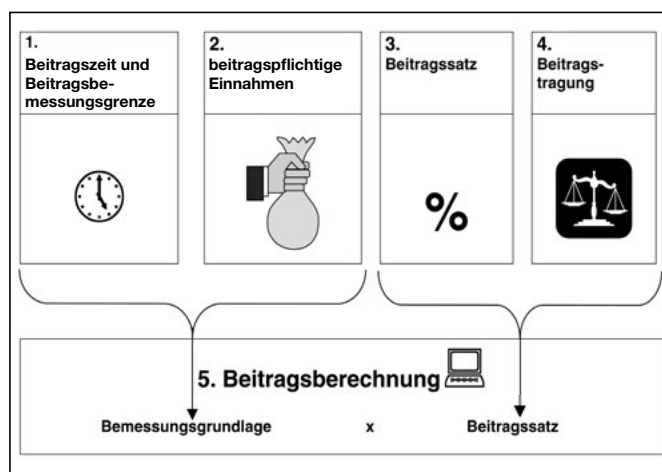 1.
Beitragszeit und
Beitragsbe-
messungsgrenze
2.
beitragspflichtige
Einnahmen
3.
Beitragssatz
4.
Beitrags-
tragung
%
5. Beitragsberechnung
Bemessungsgrundlage x Beitragssatz